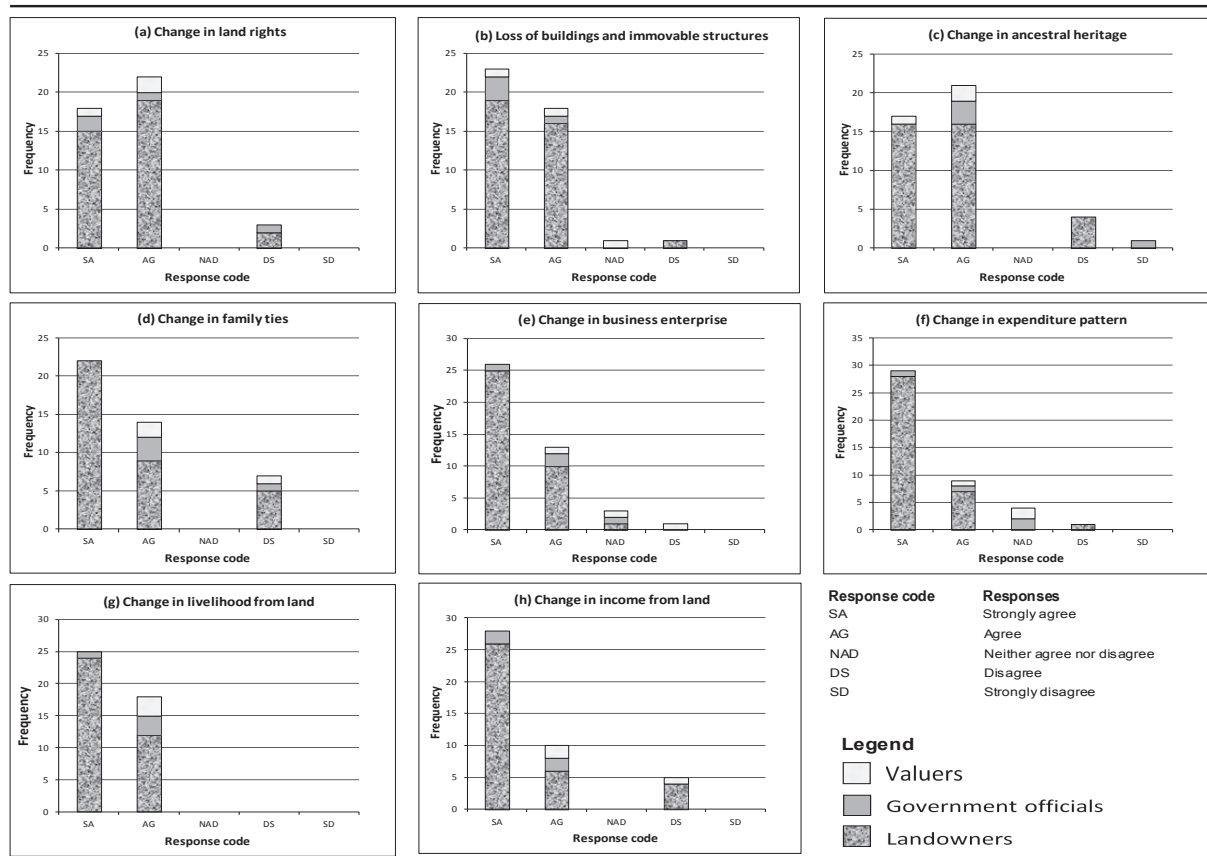 (a) Change in land rights
25
20
15
10
5
0
Frequency
SA AG NAD DS SD
Response code
(b) Loss of buildings and immovable structures
25
20
15
10
5
0
Frequency
SA AG NAD DS SD
Response code
(c) Change in ancestral heritage
25
20
15
10
5
0
Frequency
SA AG NAD DS SD
Response code
(d) Change in family ties
25
20
15
10
5
0
Frequency
SA AG NAD DS SD
Response code
(e) Change in business enterprise
30
25
20
15
10
5
0
Frequency
SA AG NAD DS SD
Response code
(f) Change in expenditure pattern
35
30
25
20
15
10
5
0
Frequency
SA AG NAD DS SD
Response code
(g) Change in livelihood from land
30
25
20
15
10
5
0
Frequency
SA AG NAD DS SD
Response code
(h) Change in income from land
30
25
20
15
10
5
0
Frequency
SA AG NAD DS SD
Response code
Response code Responses
SA Strongly agree
AG Agree
NAD Neither agree nor disagree
DS Disagree
SD Strongly disagree
Legend
Valuers
Government officials
Landowners